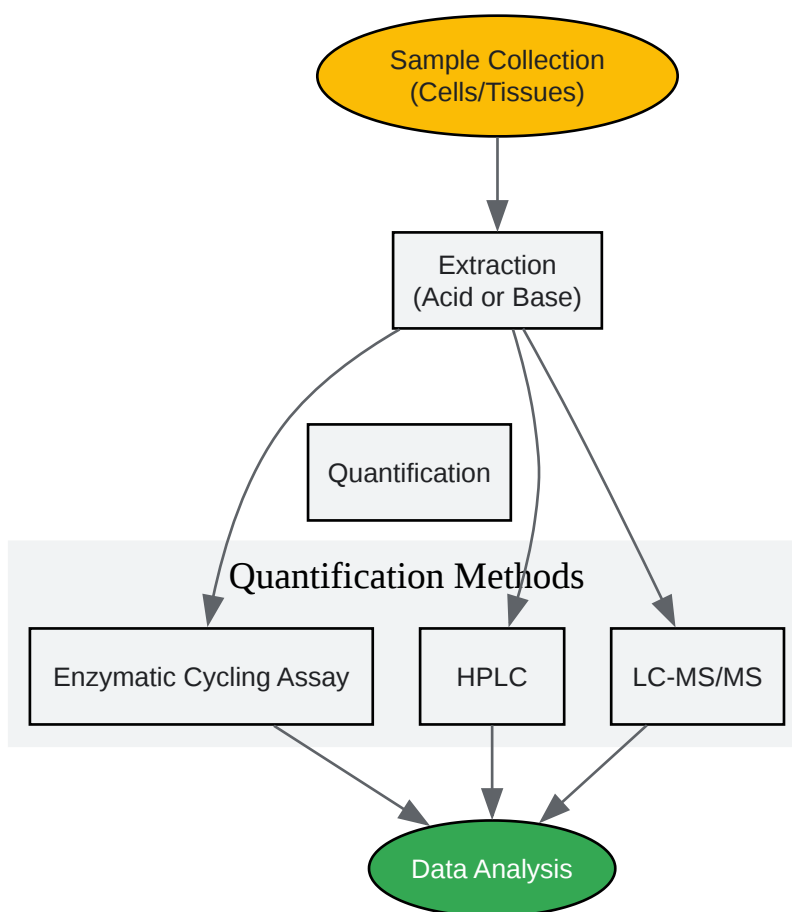 Sample Collection
(Cells/Tissues)
Extraction
(Acid or Base)
Quantification
Quantification Methods
Enzymatic Cycling Assay
HPLC
LC-MS/MS
Data Analysis